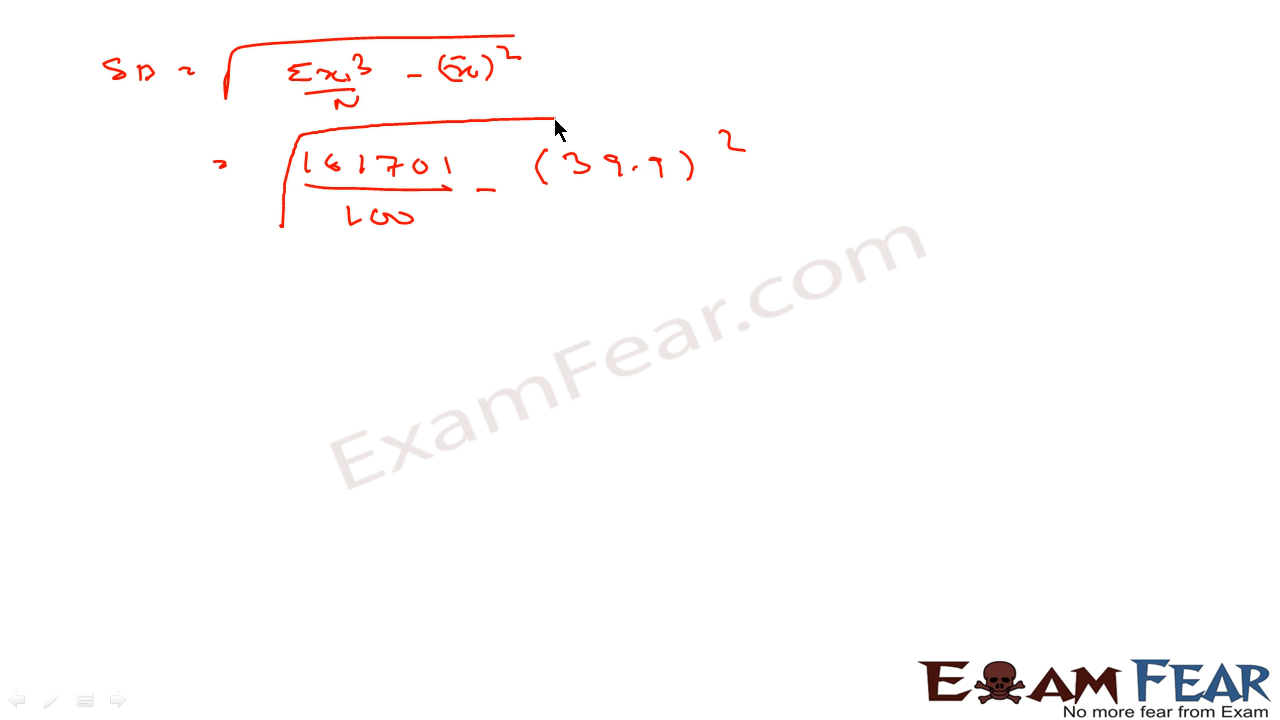 SD = √ Σxi³/N - (x̄)²
= √ 161701/100 - (39.9)²
ExamFear.com
EXAM FEAR
No more fear from Exam